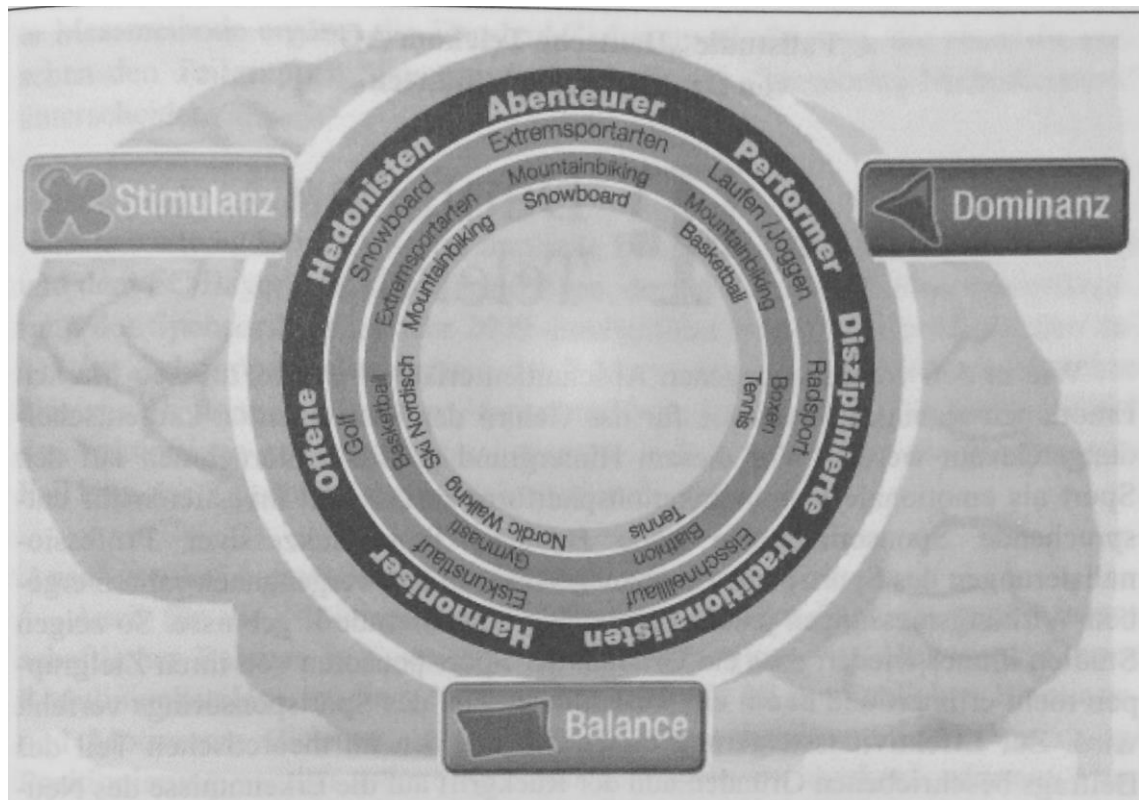 Stimulanz
Dominanz
Balance
Abenteurer
Extremsportarten
Mountainbiking
Snowboard
Performer
Laufen / Joggen
Mountainbiking
Basketball
Disziplinierte
Radsport
Boxen
Tennis
Traditionalisten
Eisschnelllauf
Biathlon
Tennis
Harmoniser
Eiskunstlauf
Gymnasti
Nordic Walking
Offene
Golf
Basketball
Ski Nordisch
Hedonisten
Snowboard
Extremsportarten
Mountainbiking